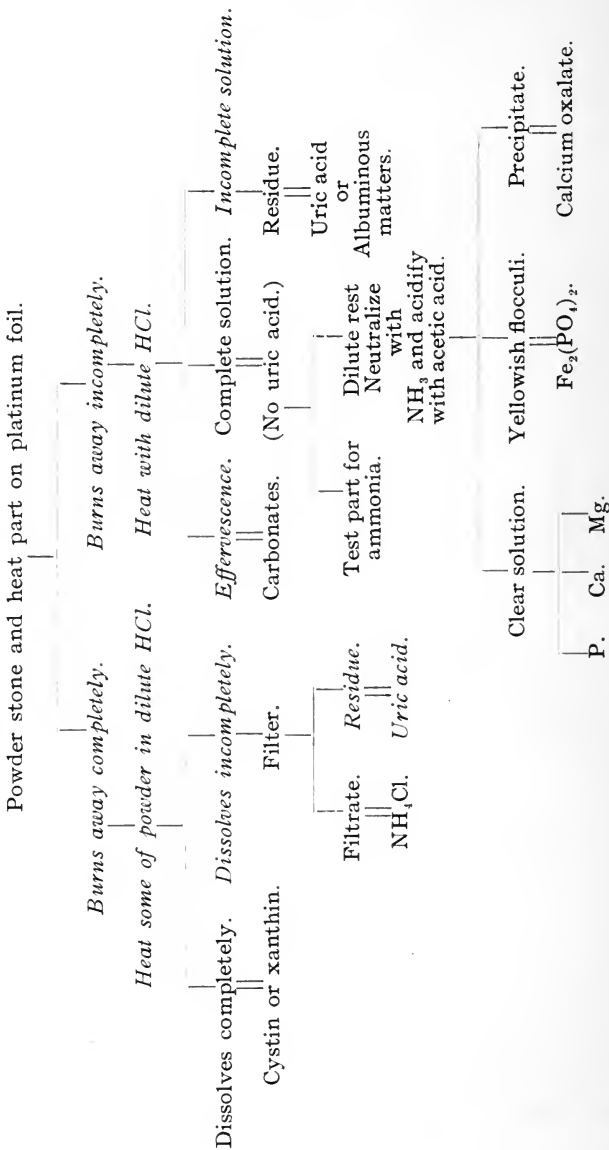 Powder stone and heat part on platinum foil.
Burns away completely.
Burns away incompletely.
Heat some of powder in dilute HCl.
Heat with dilute HCl.
Dissolves completely.
Dissolves incompletely.
Effervescence.
Complete solution.
Incomplete solution.
Cystin or xanthin.
Filter.
Carbonates.
(No uric acid.)
Residue.
Uric acid
or
Albuminous
matters.
Filtrate.
Residue.
NH₄Cl.
Uric acid.
Test part for
ammonia.
Dilute rest
Neutralize
with
NH₃ and acidify
with acetic acid.
Clear solution.
Yellowish flocculi.
Precipitate.
P.
Ca.
Mg.
Fe₂(PO₄)₂.
Calcium oxalate.